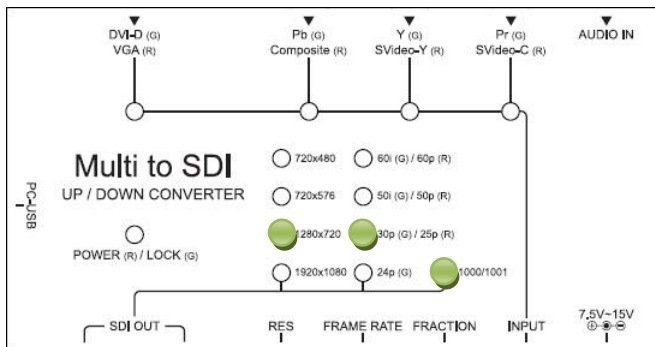 DVI-D (G)
VGA (R)
Pb (G)
Composite (R)
Y (G)
SVideo-Y (R)
Pr (G)
SVideo-C (R)
AUDIO IN
Multi to SDI
UP / DOWN CONVERTER
PC-USB
POWER (R) / LOCK (G)
720x480
60i (G) / 60p (R)
720x576
50i (G) / 50p (R)
1280x720
30p (G) / 25p (R)
1920x1080
24p (G)
1000/1001
SDI OUT
RES
FRAME RATE
FRACTION
INPUT
7.5V~15V